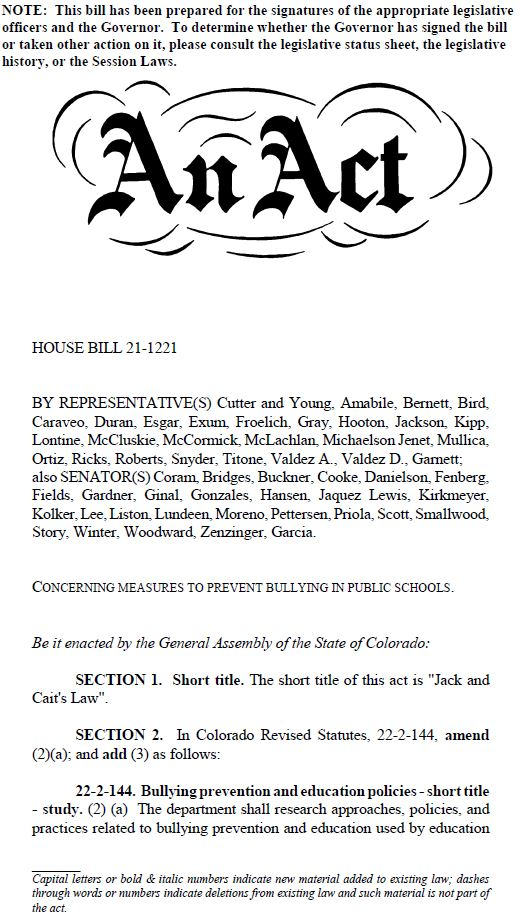 NOTE: This bill has been prepared for the signatures of the appropriate legislative
officers and the Governor. To determine whether the Governor has signed the bill
or taken other action on it, please consult the legislative status sheet, the legislative
history, or the Session Laws.
An Act
HOUSE BILL 21-1221
BY REPRESENTATIVE(S) Cutter and Young, Amabile, Bernett, Bird,
Caraveo, Duran, Esgar, Exum, Froelich, Gray, Hooton, Jackson, Kipp,
Lontine, McCluskie, McCormick, McLachlan, Michaelson Jenet, Mullica,
Ortiz, Ricks, Roberts, Snyder, Titone, Valdez A., Valdez D., Garnett;
also SENATOR(S) Coram, Bridges, Buckner, Cooke, Danielson, Fenberg,
Fields, Gardner, Ginal, Gonzales, Hansen, Jaquez Lewis, Kirkmeyer,
Kolker, Lee, Liston, Lundeen, Moreno, Pettersen, Priola, Scott, Smallwood,
Story, Winter, Woodward, Zenzinger, Garcia.
CONCERNING MEASURES TO PREVENT BULLYING IN PUBLIC SCHOOLS.
Be it enacted by the General Assembly of the State of Colorado:
SECTION 1. Short title. The short title of this act is "Jack and
Cait's Law".
SECTION 2. In Colorado Revised Statutes, 22-2-144, amend
(2)(a); and add (3) as follows:
22-2-144. Bullying prevention and education policies - short title
- study. (2) (a) The department shall research approaches, policies, and
practices related to bullying prevention and education used by education
Capital letters or bold & italic numbers indicate new material added to existing law; dashes
through words or numbers indicate deletions from existing law and such material is not part of
the act.